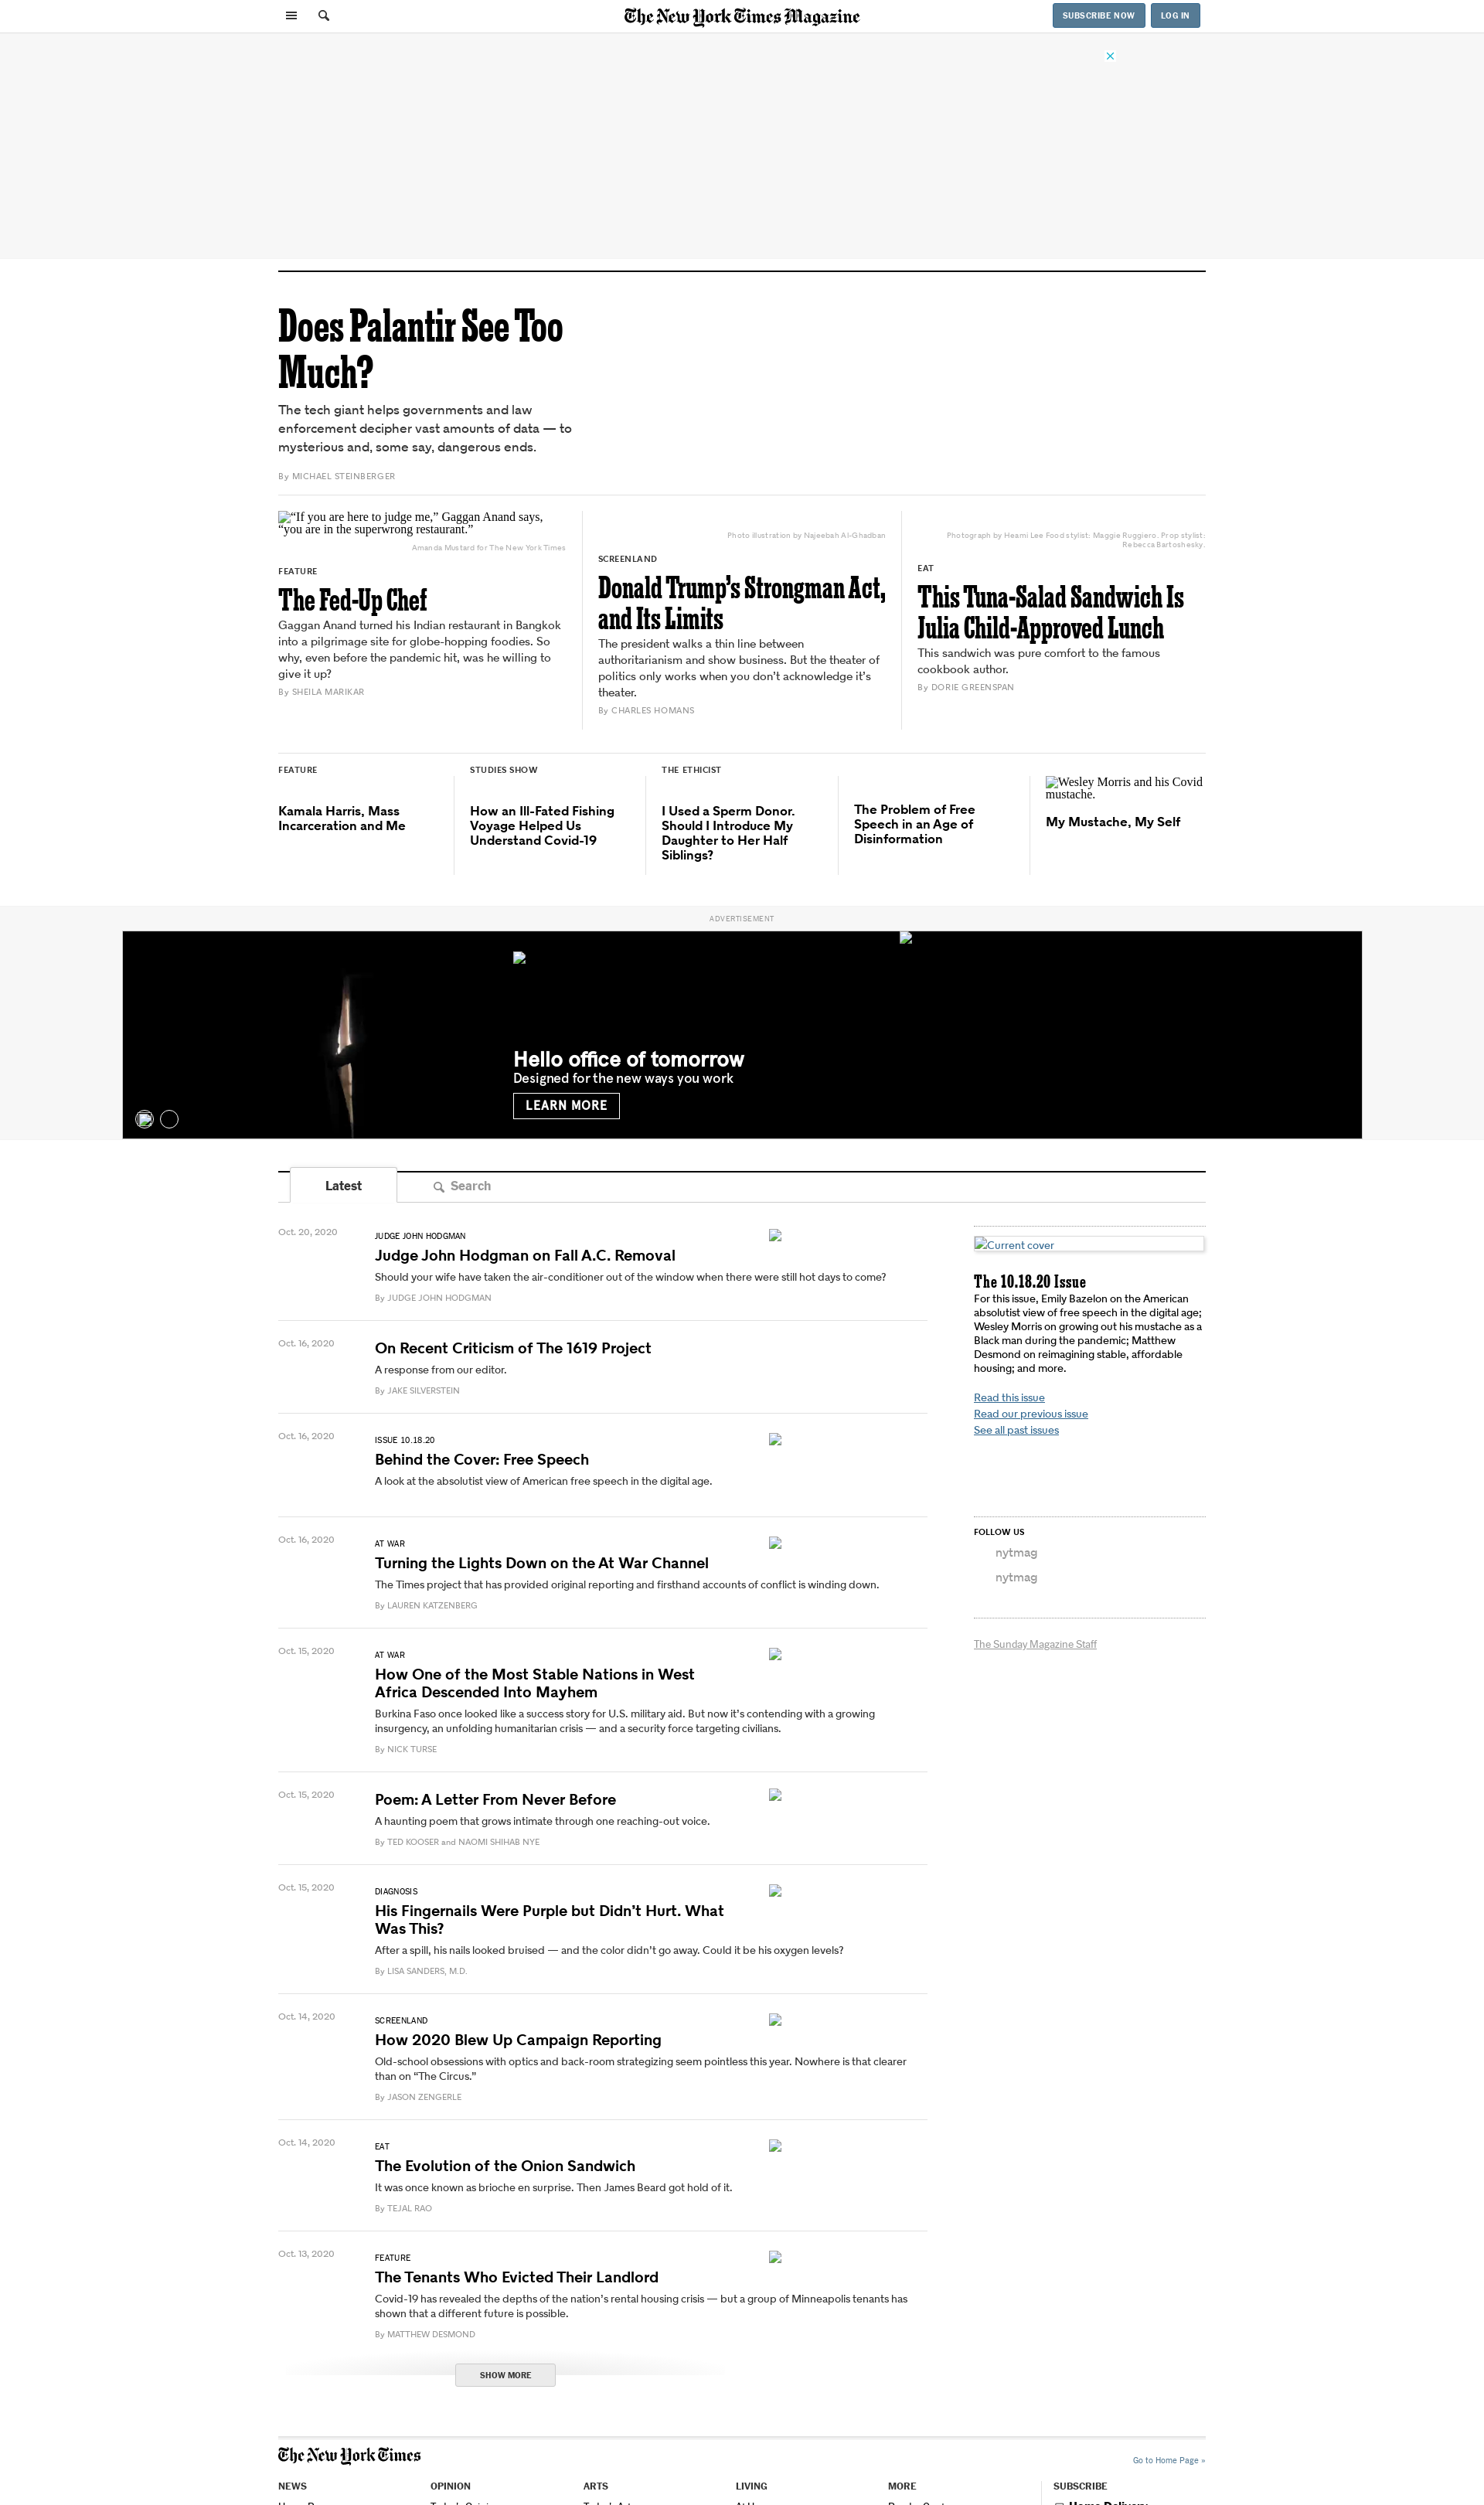 The New York Times Magazine
SUBSCRIBE NOW
LOG IN
Does Palantir See Too
Much?
The tech giant helps governments and law
enforcement decipher vast amounts of data — to
mysterious and, some say, dangerous ends.
By MICHAEL STEINBERGER
“If you are here to judge me,” Gaggan Anand says,
“you are in the superwrong restaurant.”
Amanda Mustard for The New York Times
FEATURE
The Fed-Up Chef
Gaggan Anand turned his Indian restaurant in Bangkok
into a pilgrimage site for globe-hopping foodies. So
why, even before the pandemic hit, was he willing to
give it up?
By SHEILA MARIKAR
Photo illustration by Najeebah Al-Ghadban
SCREENLAND
Donald Trump’s Strongman Act,
and Its Limits
The president walks a thin line between
authoritarianism and show business. But the theater of
politics only works when you don’t acknowledge it’s
theater.
By CHARLES HOMANS
Photograph by Heami Lee Food stylist: Maggie Ruggiero. Prop stylist:
Rebecca Bartoshesky.
EAT
This Tuna-Salad Sandwich Is
Julia Child-Approved Lunch
This sandwich was pure comfort to the famous
cookbook author.
By DORIE GREENSPAN
FEATURE
Kamala Harris, Mass
Incarceration and Me
STUDIES SHOW
How an Ill-Fated Fishing
Voyage Helped Us
Understand Covid-19
THE ETHICIST
I Used a Sperm Donor.
Should I Introduce My
Daughter to Her Half
Siblings?
The Problem of Free
Speech in an Age of
Disinformation
Wesley Morris and his Covid
mustache.
My Mustache, My Self
ADVERTISEMENT
Hello office of tomorrow
Designed for the new ways you work
LEARN MORE
Latest
Search
Oct. 20, 2020
JUDGE JOHN HODGMAN
Judge John Hodgman on Fall A.C. Removal
Should your wife have taken the air-conditioner out of the window when there were still hot days to come?
By JUDGE JOHN HODGMAN
Oct. 16, 2020
On Recent Criticism of The 1619 Project
A response from our editor.
By JAKE SILVERSTEIN
Oct. 16, 2020
ISSUE 10.18.20
Behind the Cover: Free Speech
A look at the absolutist view of American free speech in the digital age.
Oct. 16, 2020
AT WAR
Turning the Lights Down on the At War Channel
The Times project that has provided original reporting and firsthand accounts of conflict is winding down.
By LAUREN KATZENBERG
Oct. 15, 2020
AT WAR
How One of the Most Stable Nations in West
Africa Descended Into Mayhem
Burkina Faso once looked like a success story for U.S. military aid. But now it’s contending with a growing
insurgency, an unfolding humanitarian crisis — and a security force targeting civilians.
By NICK TURSE
Oct. 15, 2020
Poem: A Letter From Never Before
A haunting poem that grows intimate through one reaching-out voice.
By TED KOOSER and NAOMI SHIHAB NYE
Oct. 15, 2020
DIAGNOSIS
His Fingernails Were Purple but Didn’t Hurt. What
Was This?
After a spill, his nails looked bruised — and the color didn’t go away. Could it be his oxygen levels?
By LISA SANDERS, M.D.
Oct. 14, 2020
SCREENLAND
How 2020 Blew Up Campaign Reporting
Old-school obsessions with optics and back-room strategizing seem pointless this year. Nowhere is that clearer
than on “The Circus.”
By JASON ZENGERLE
Oct. 14, 2020
EAT
The Evolution of the Onion Sandwich
It was once known as brioche en surprise. Then James Beard got hold of it.
By TEJAL RAO
Oct. 13, 2020
FEATURE
The Tenants Who Evicted Their Landlord
Covid-19 has revealed the depths of the nation’s rental housing crisis — but a group of Minneapolis tenants has
shown that a different future is possible.
By MATTHEW DESMOND
SHOW MORE
Current cover
The 10.18.20 Issue
For this issue, Emily Bazelon on the American
absolutist view of free speech in the digital age;
Wesley Morris on growing out his mustache as a
Black man during the pandemic; Matthew
Desmond on reimagining stable, affordable
housing; and more.
Read this issue
Read our previous issue
See all past issues
FOLLOW US
nytmag
nytmag
The Sunday Magazine Staff
The New York Times
Go to Home Page »
NEWS
OPINION
ARTS
LIVING
MORE
SUBSCRIBE